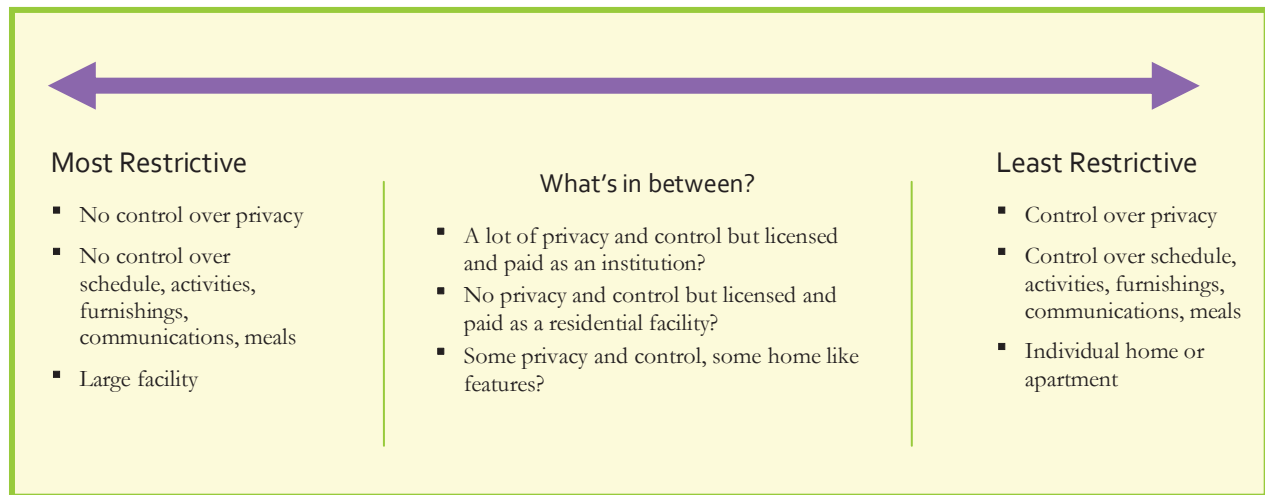 Most Restrictive
▪ No control over privacy
▪ No control over
schedule, activities,
furnishings,
communications, meals
▪ Large facility
What's in between?
▪ A lot of privacy and control but licensed
and paid as an institution?
▪ No privacy and control but licensed and
paid as a residential facility?
▪ Some privacy and control, some home like
features?
Least Restrictive
▪ Control over privacy
▪ Control over schedule,
activities, furnishings,
communications, meals
▪ Individual home or
apartment